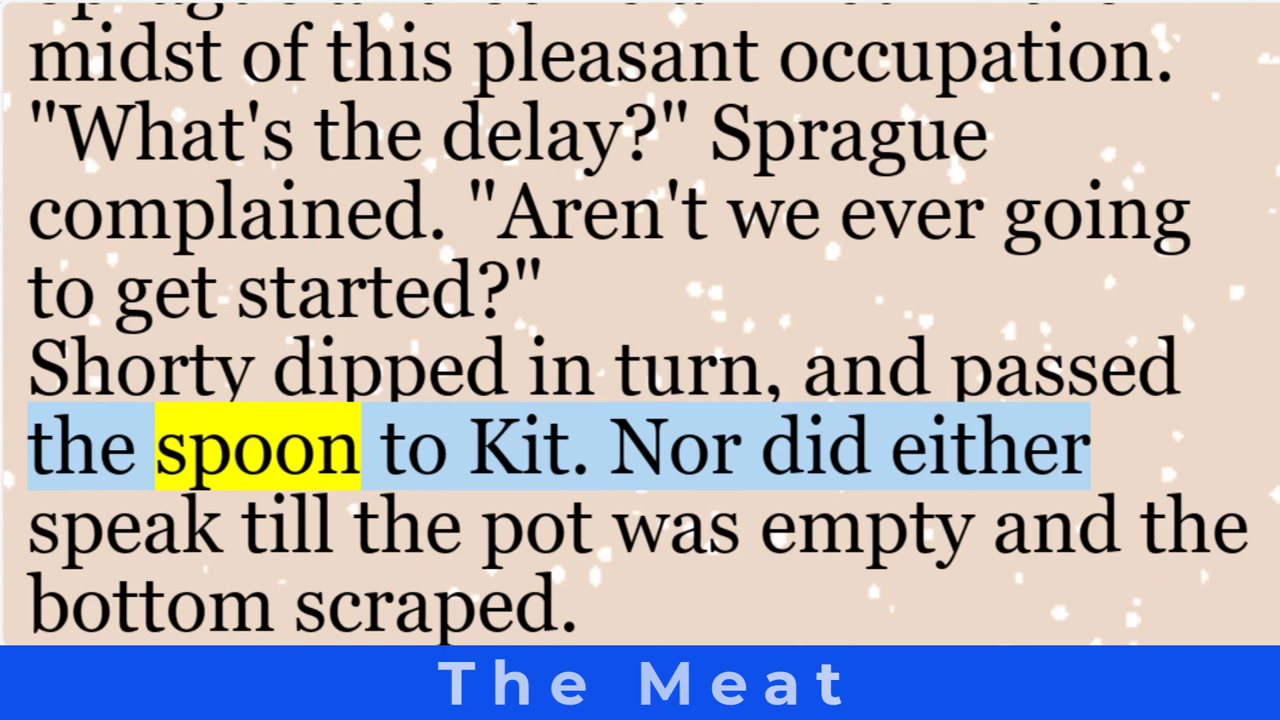 midst of this pleasant occupation.
"What's the delay?" Sprague
complained. "Aren't we ever going
to get started?"
Shorty dipped in turn, and passed
the spoon to Kit. Nor did either
speak till the pot was empty and the
bottom scraped.
The Meat